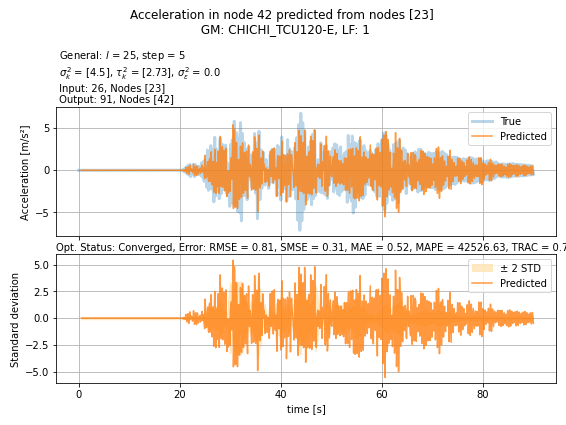 Acceleration in node 42 predicted from nodes [23]
GM: CHICHI_TCU120-E, LF: 1
General: l = 25, step = 5
σ²ₖ = [4.5], τ²ₖ = [2.73], σ²ε = 0.0
Input: 26, Nodes [23]
Output: 91, Nodes [42]
True
Predicted
Acceleration [m/s²]
5
0
−5
Opt. Status: Converged, Error: RMSE = 0.81, SMSE = 0.31, MAE = 0.52, MAPE = 42526.63, TRAC = 0.7
± 2 STD
Predicted
Standard deviation
5.0
2.5
0.0
−2.5
−5.0
0 20 40 60 80
time [s]